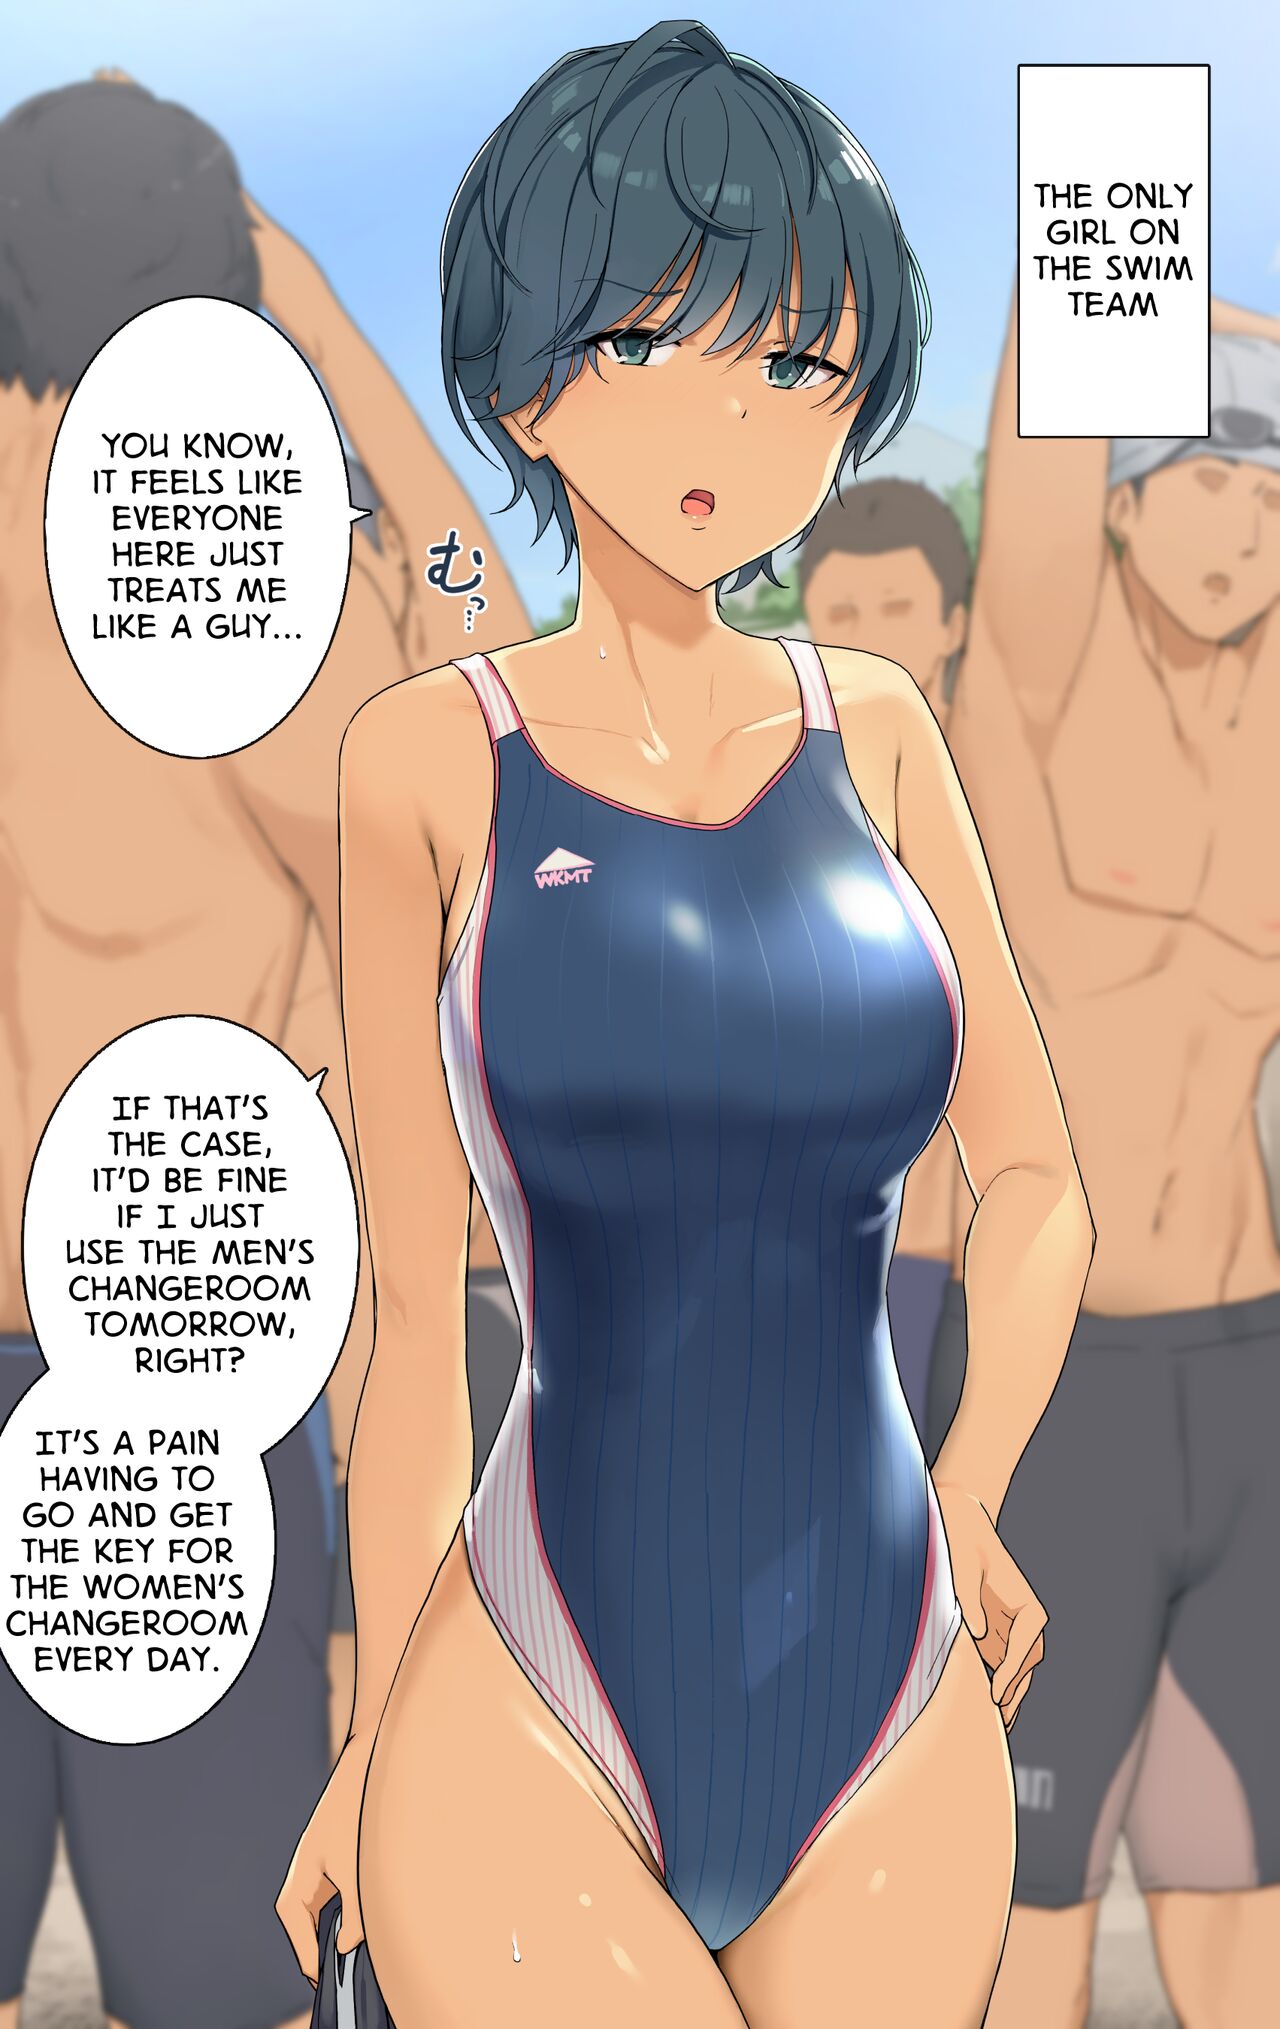 THE ONLY
GIRL ON
THE SWIM
TEAM
YOU KNOW,
IT FEELS LIKE
EVERYONE
HERE JUST
TREATS ME
LIKE A GUY...
むっ...
WKMT
IF THAT'S
THE CASE,
IT'D BE FINE
IF I JUST
USE THE MEN'S
CHANGEROOM
TOMORROW,
RIGHT?
IT'S A PAIN
HAVING TO
GO AND GET
THE KEY FOR
THE WOMEN'S
CHANGEROOM
EVERY DAY.